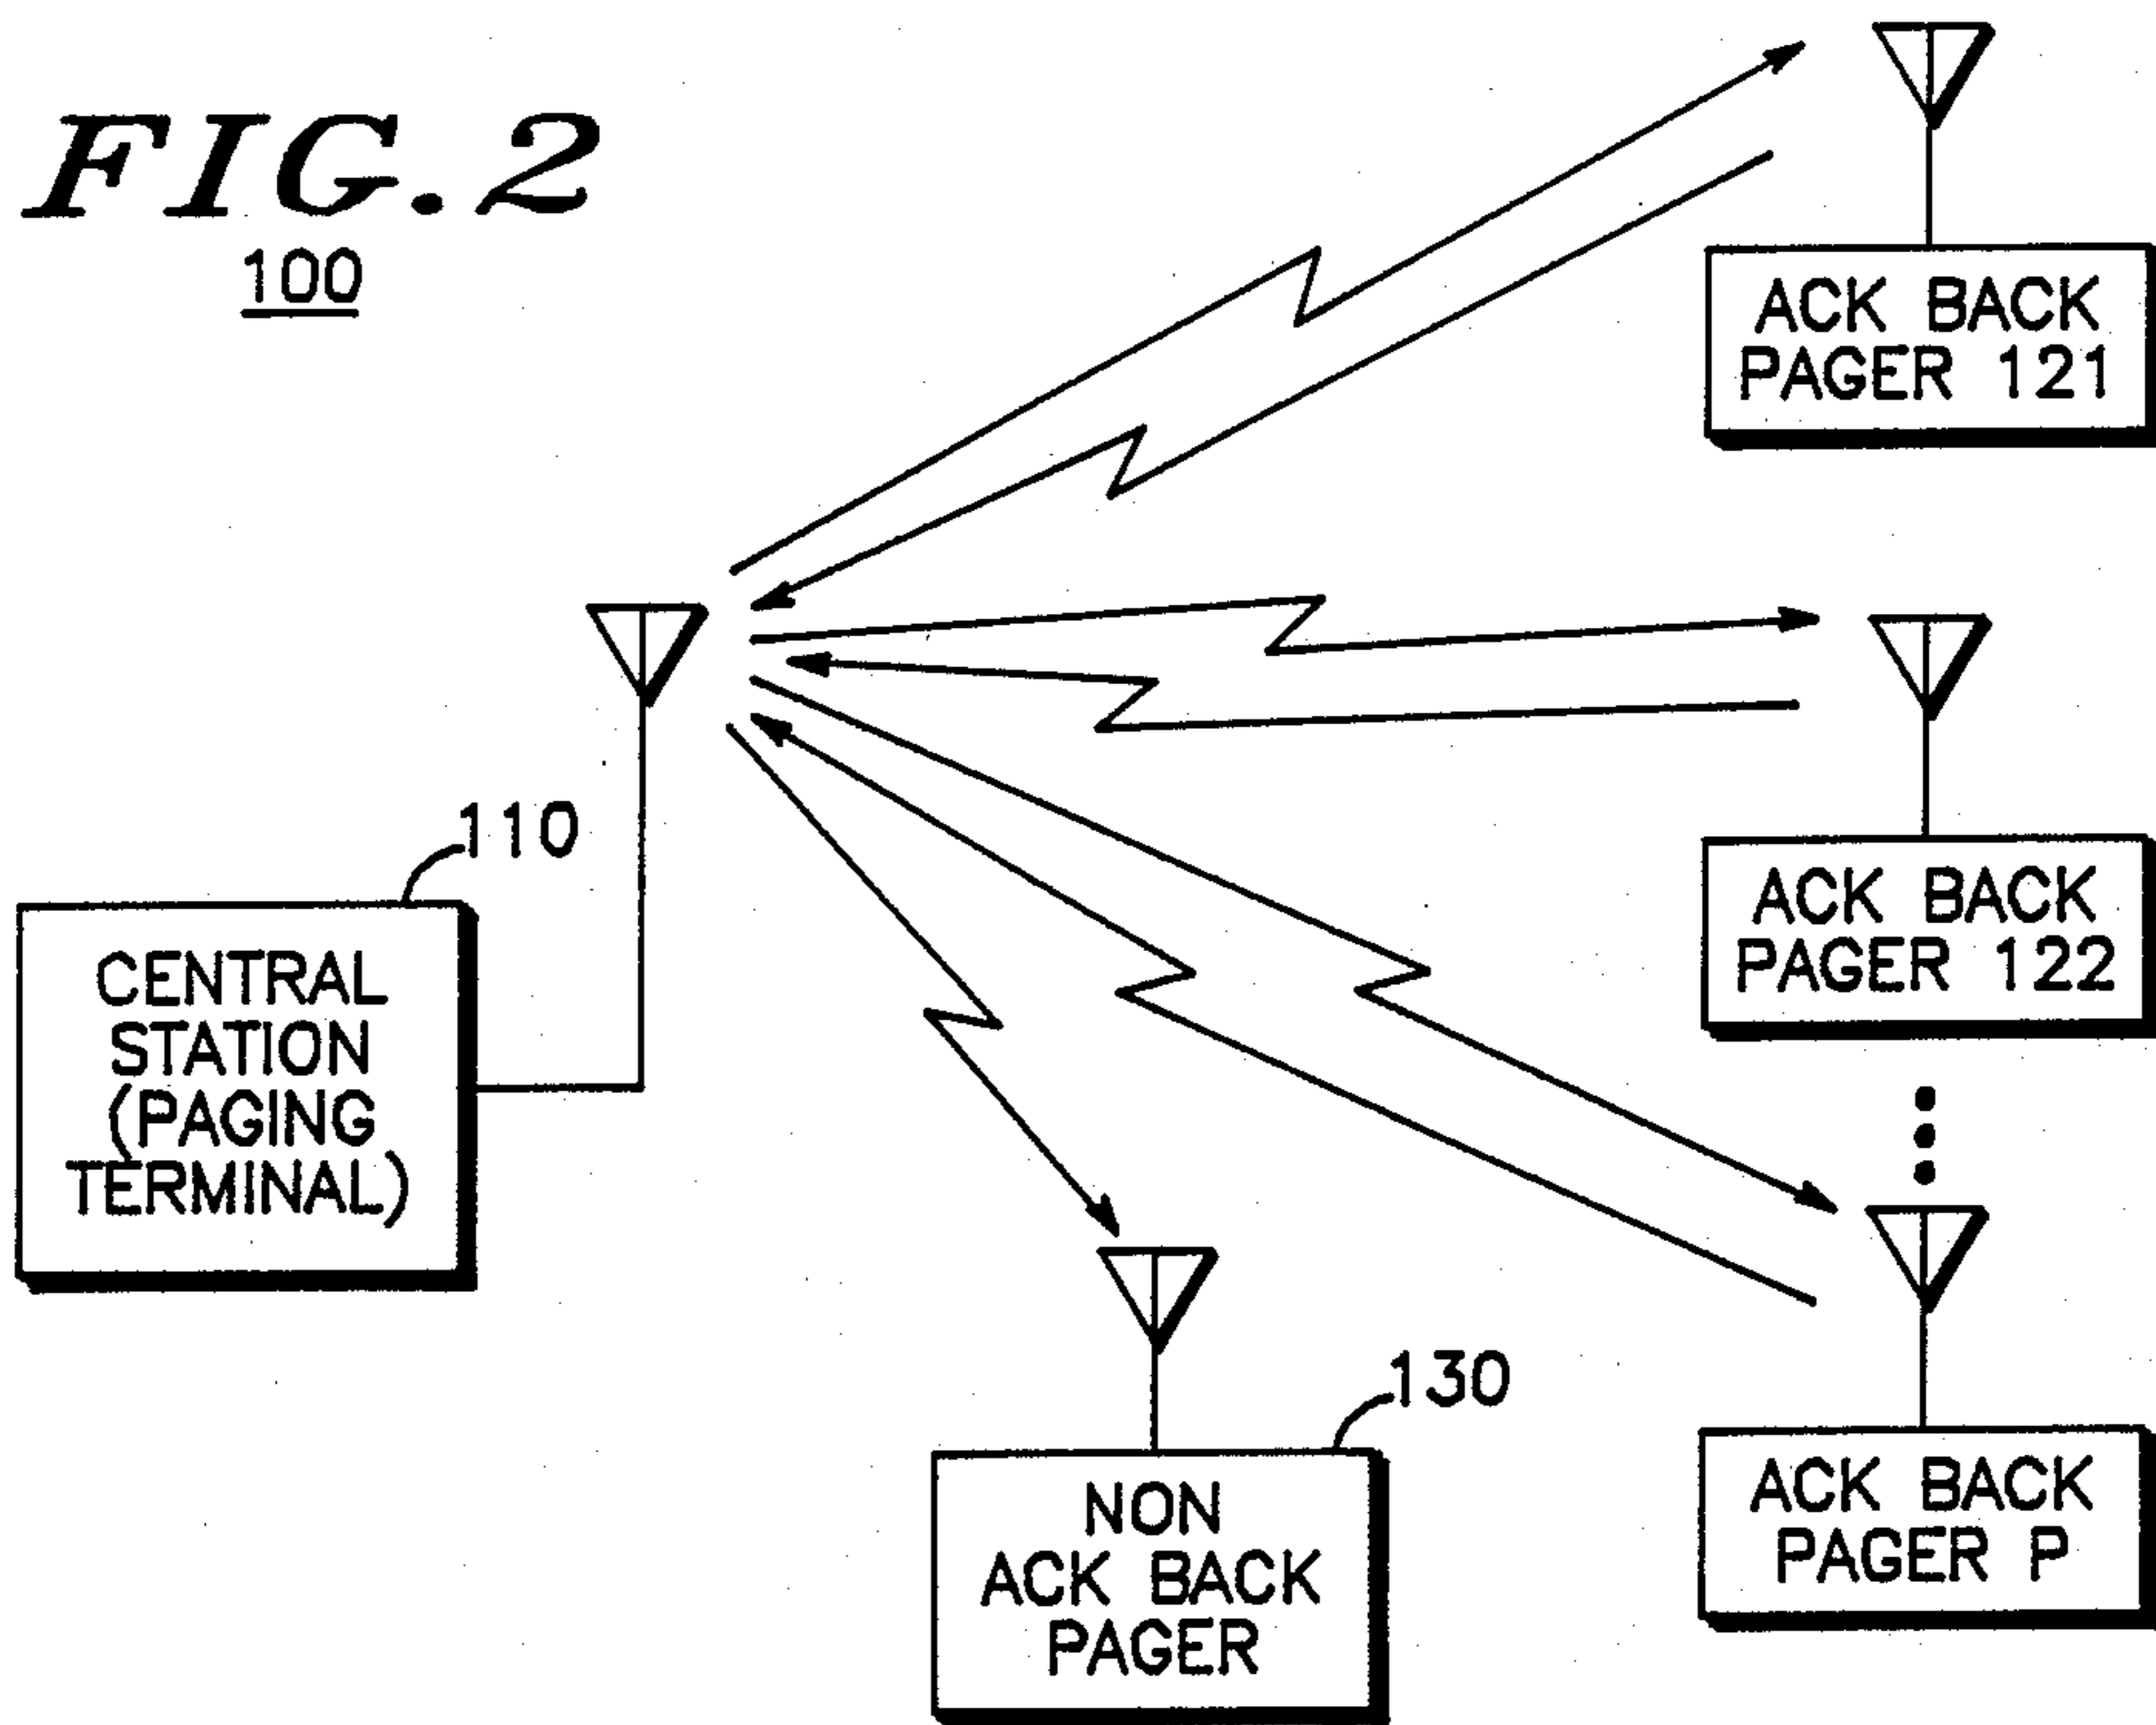 FIG. 2
100
ACK BACK
PAGER 121
110
ACK BACK
PAGER 122
CENTRAL
STATION
(PAGING
TERMINAL)
130
NON
ACK BACK
PAGER
ACK BACK
PAGER P